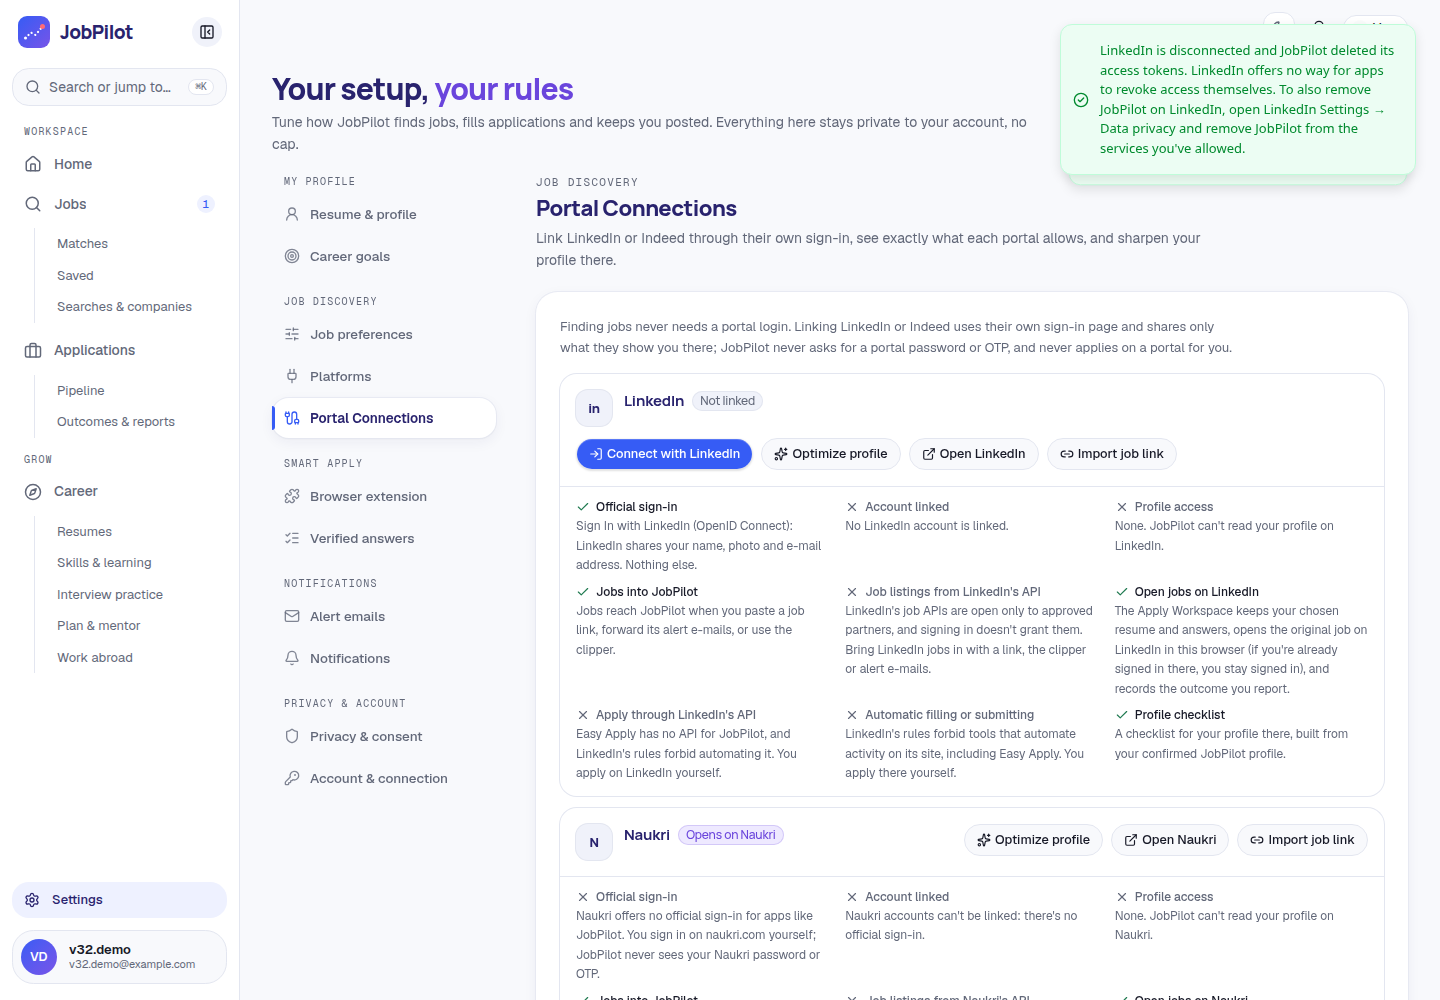 JobPilot
Search or jump to...
⌘K
WORKSPACE
Home
Jobs
1
Matches
Saved
Searches & companies
Applications
Pipeline
Outcomes & reports
GROW
Career
Resumes
Skills & learning
Interview practice
Plan & mentor
Work abroad
Settings
VD
v32.demo
v32.demo@example.com
Your setup, your rules
Tune how JobPilot finds jobs, fills applications and keeps you posted. Everything here stays private to your account, no
cap.
LinkedIn is disconnected and JobPilot deleted its
access tokens. LinkedIn offers no way for apps
to revoke access themselves. To also remove
JobPilot on LinkedIn, open LinkedIn Settings →
Data privacy and remove JobPilot from the
services you've allowed.
MY PROFILE
Resume & profile
Career goals
JOB DISCOVERY
Job preferences
Platforms
Portal Connections
SMART APPLY
Browser extension
Verified answers
NOTIFICATIONS
Alert emails
Notifications
PRIVACY & ACCOUNT
Privacy & consent
Account & connection
JOB DISCOVERY
Portal Connections
Link LinkedIn or Indeed through their own sign-in, see exactly what each portal allows, and sharpen your
profile there.
Finding jobs never needs a portal login. Linking LinkedIn or Indeed uses their own sign-in page and shares only
what they show you there; JobPilot never asks for a portal password or OTP, and never applies on a portal for you.
in
LinkedIn
Not linked
Connect with LinkedIn
Optimize profile
Open LinkedIn
Import job link
Official sign-in
Sign In with LinkedIn (OpenID Connect):
LinkedIn shares your name, photo and e-mail
address. Nothing else.
Account linked
No LinkedIn account is linked.
Profile access
None. JobPilot can't read your profile on
LinkedIn.
Jobs into JobPilot
Jobs reach JobPilot when you paste a job
link, forward its alert e-mails, or use the
clipper.
Job listings from LinkedIn's API
LinkedIn's job APIs are open only to approved
partners, and signing in doesn't grant them.
Bring LinkedIn jobs in with a link, the clipper
or alert e-mails.
Open jobs on LinkedIn
The Apply Workspace keeps your chosen
resume and answers, opens the original job on
LinkedIn in this browser (if you're already
signed in there, you stay signed in), and
records the outcome you report.
Apply through LinkedIn's API
Easy Apply has no API for JobPilot, and
LinkedIn's rules forbid automating it. You
apply on LinkedIn yourself.
Automatic filling or submitting
LinkedIn's rules forbid tools that automate
activity on its site, including Easy Apply. You
apply there yourself.
Profile checklist
A checklist for your profile there, built from
your confirmed JobPilot profile.
N
Naukri
Opens on Naukri
Optimize profile
Open Naukri
Import job link
Official sign-in
Naukri offers no official sign-in for apps like
JobPilot. You sign in on naukri.com yourself;
JobPilot never sees your Naukri password or
OTP.
Account linked
Naukri accounts can't be linked: there's no
official sign-in.
Profile access
None. JobPilot can't read your profile on
Naukri.
Jobs into JobPilot
Job listings from Naukri's API
Open jobs on Naukri